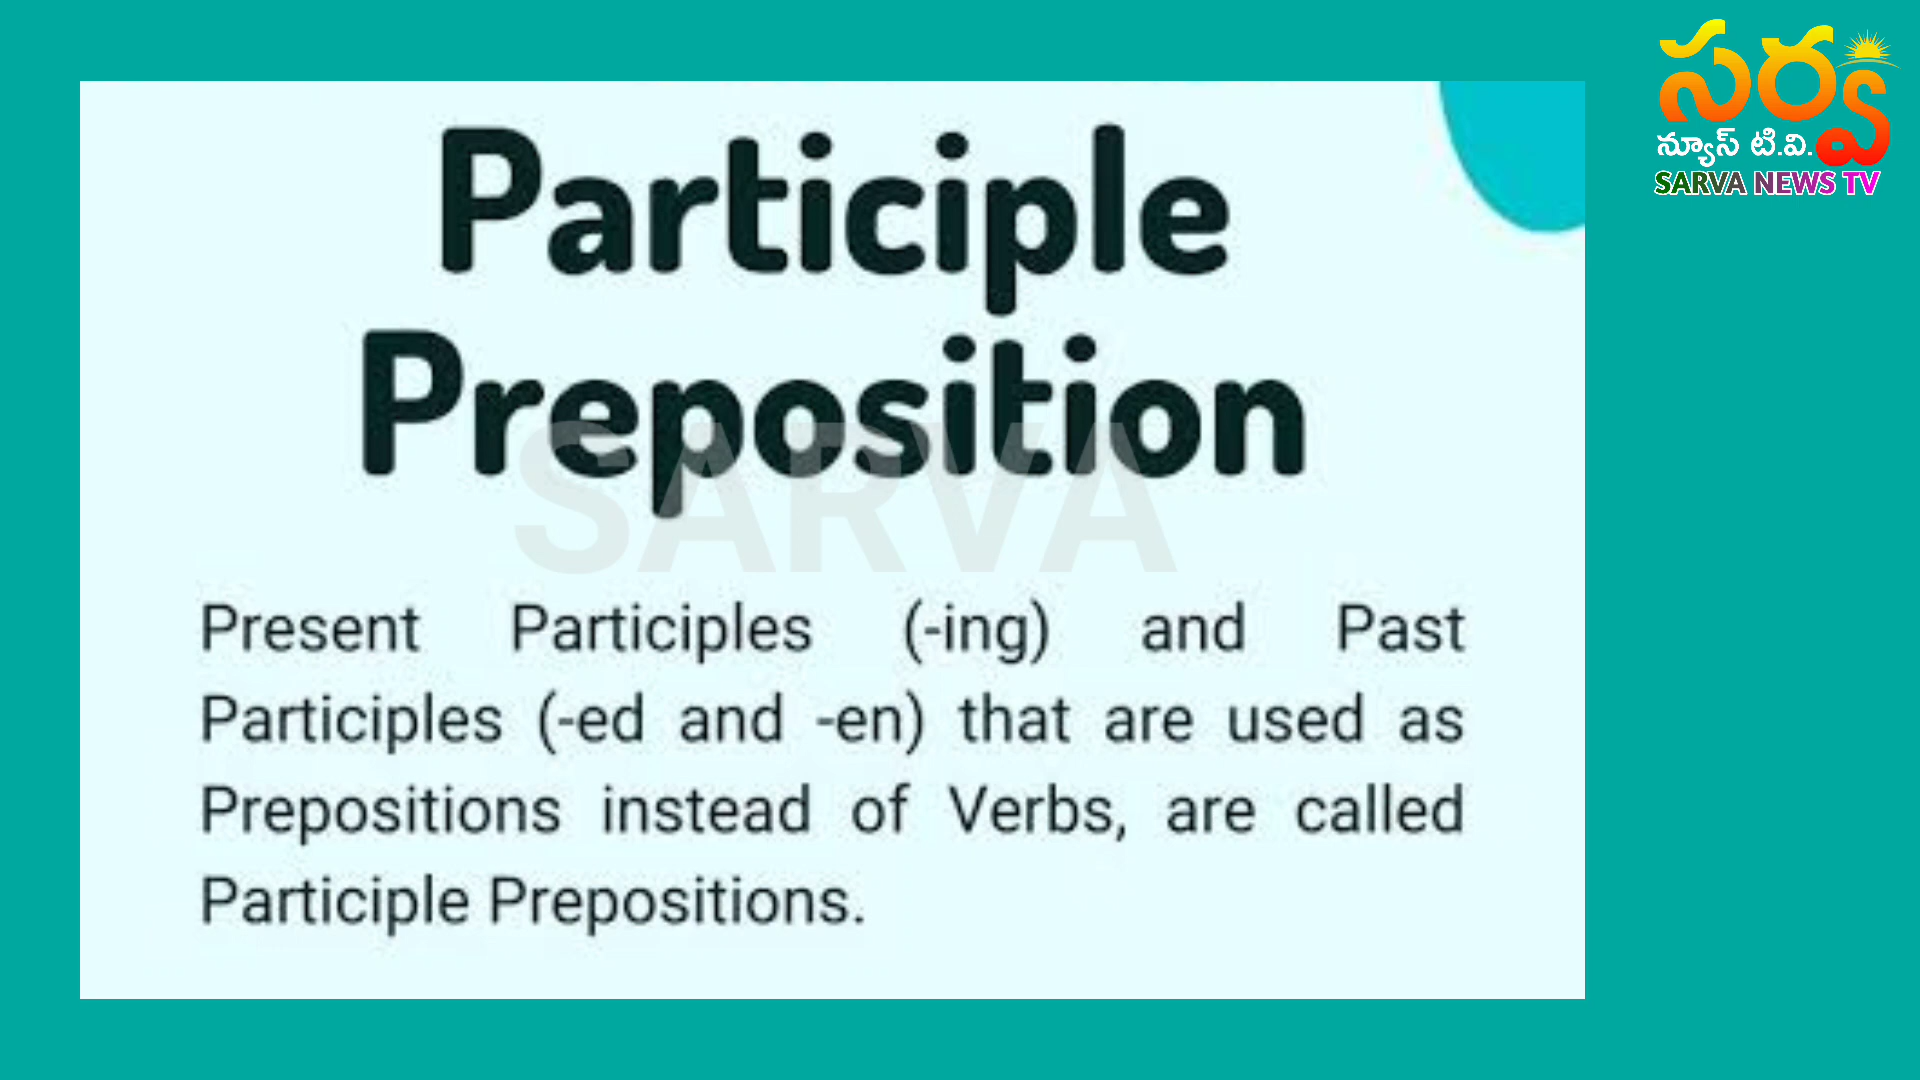 సర్వ
న్యూస్ టి.వి.
SARVA NEWS TV
Participle
Preposition
SARVA
Present Participles (-ing) and Past
Participles (-ed and -en) that are used as
Prepositions instead of Verbs, are called
Participle Prepositions.